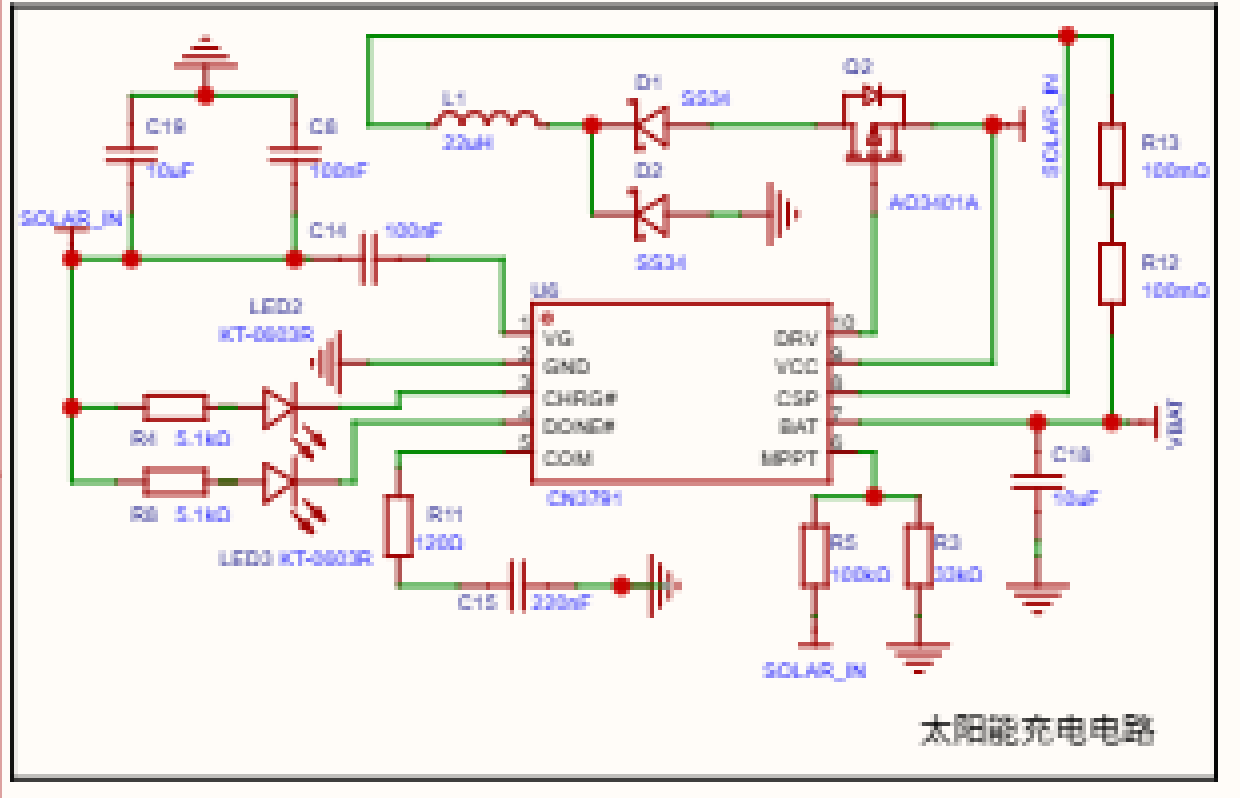 D1
Q2
L1
SS34
SOLAR_IN
C19
C8
22uH
R13
10uF
100nF
D2
100mΩ
SOLAR_IN
AO3401A
C14
100nF
SS34
R12
100mΩ
U6
LED2
KT-0603R
1
10
VG
DRV
2
9
GND
VCC
3
8
CHRG#
CSP
4
7
DONE#
BAT
5
6
COM
MPPT
VBAT
R4 5.1kΩ
C18
10uF
CN3791
R8 5.1kΩ
R11
120Ω
R5
R3
LED3 KT-0603R
100kΩ
C15
220nF
SOLAR_IN
太阳能充电电路